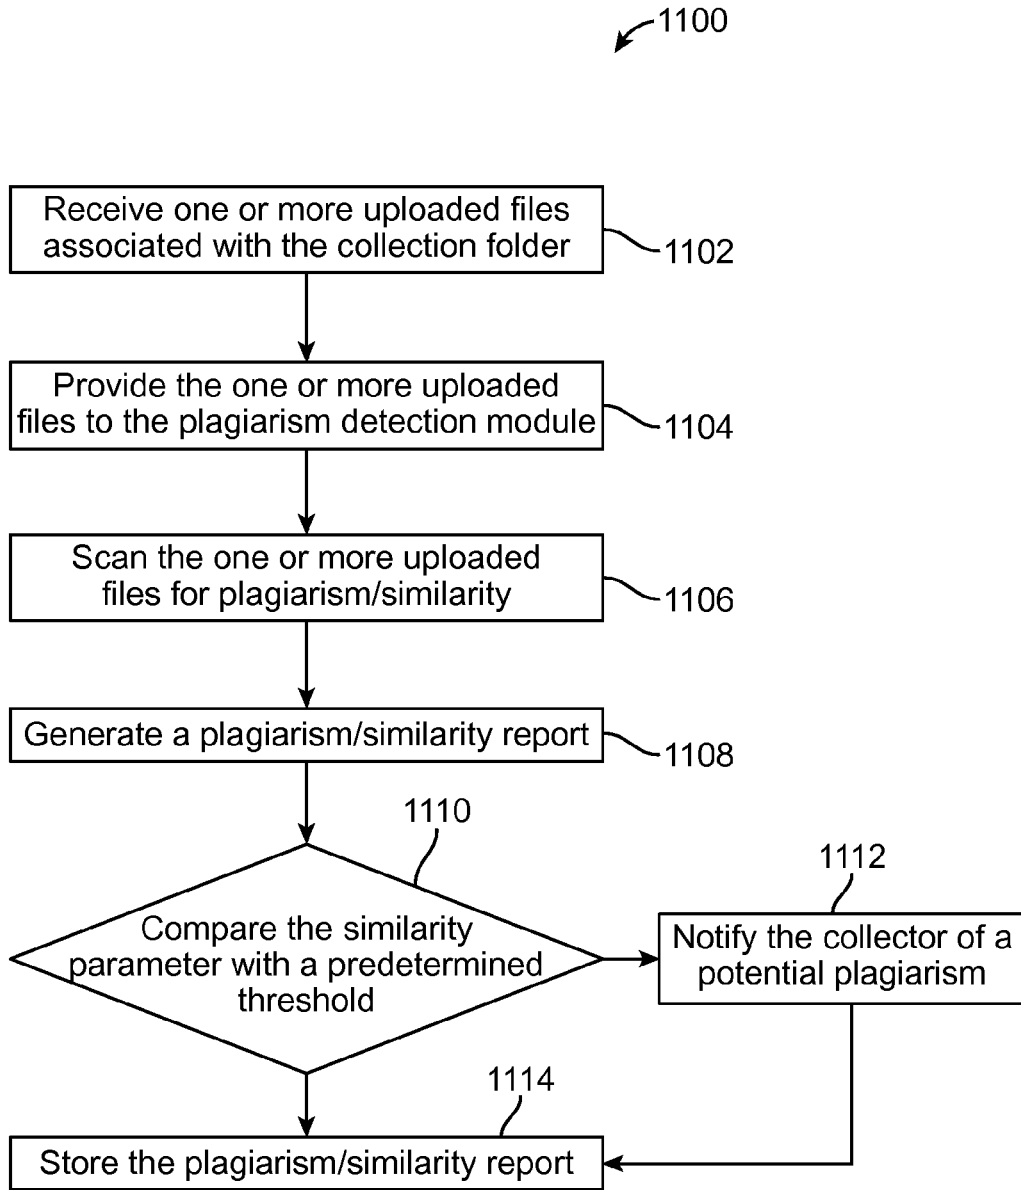 1100
Receive one or more uploaded files
associated with the collection folder
1102
Provide the one or more uploaded
files to the plagiarism detection module
1104
Scan the one or more uploaded
files for plagiarism/similarity
1106
Generate a plagiarism/similarity report
1108
1110
Compare the similarity
parameter with a predetermined
threshold
1112
Notify the collector of a
potential plagiarism
1114
Store the plagiarism/similarity report